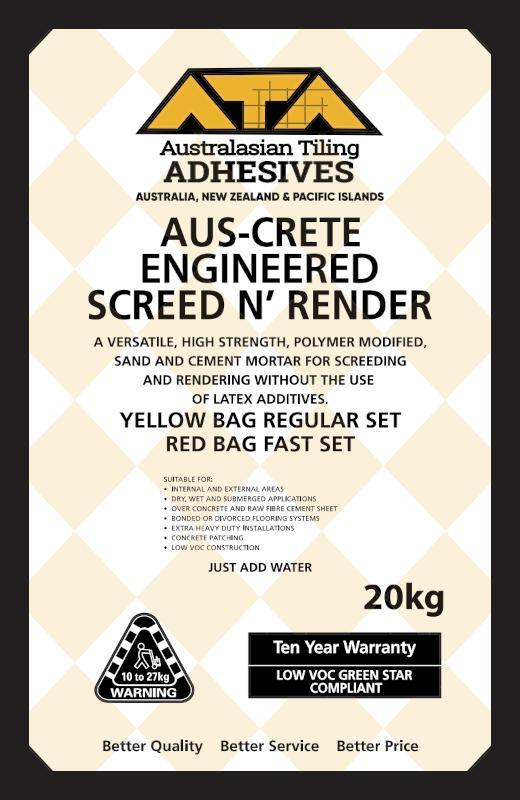 ATA
Australasian Tiling
ADHESIVES
AUSTRALIA, NEW ZEALAND & PACIFIC ISLANDS
AUS-CRETE
ENGINEERED
SCREED N' RENDER
A VERSATILE, HIGH STRENGTH, POLYMER MODIFIED,
SAND AND CEMENT MORTAR FOR SCREEDING
AND RENDERING WITHOUT THE USE
OF LATEX ADDITIVES.
YELLOW BAG REGULAR SET
RED BAG FAST SET
SUITABLE FOR:
• INTERNAL AND EXTERNAL AREAS
• DRY, WET AND SUBMERGED APPLICATIONS
• OVER CONCRETE AND RAW FIBRE CEMENT SHEET
• BONDED OR DIVORCED FLOORING SYSTEMS
• EXTRA HEAVY DUTY INSTALLATIONS
• CONCRETE PATCHING
• LOW VOC CONSTRUCTION
JUST ADD WATER
20kg
10 to 27kg
WARNING
Ten Year Warranty
LOW VOC GREEN STAR
COMPLIANT
Better Quality Better Service Better Price